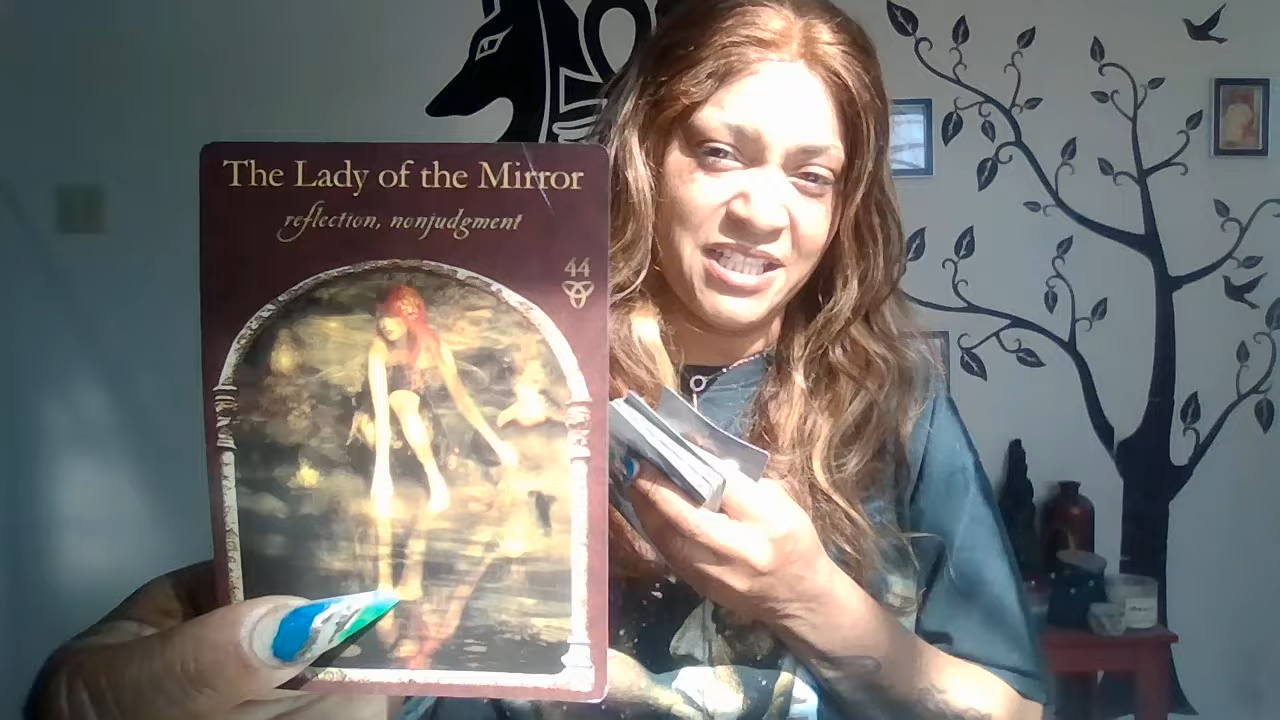 The Lady of the Mirror
reflection, nonjudgment
44